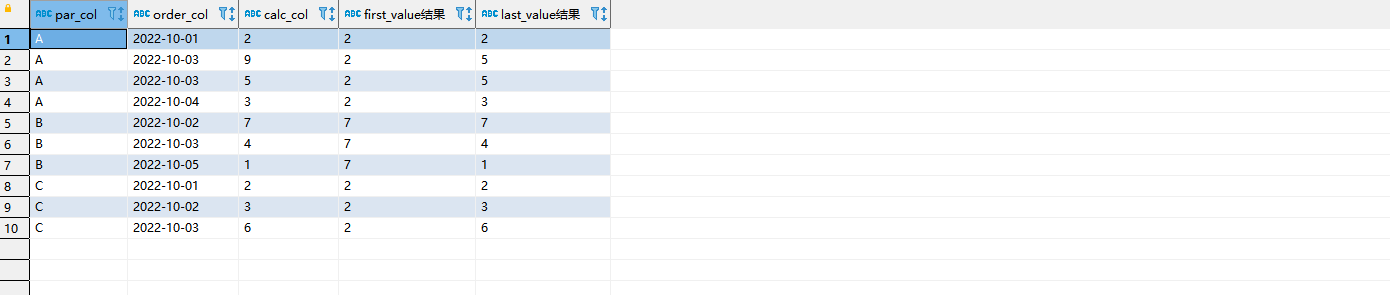 ABC par_col ABC order_col ABC calc_col ABC first_value结果 ABC last_value结果
1 A 2022-10-01 2 2 2
2 A 2022-10-03 9 2 5
3 A 2022-10-03 5 2 5
4 A 2022-10-04 3 2 3
5 B 2022-10-02 7 7 7
6 B 2022-10-03 4 7 4
7 B 2022-10-05 1 7 1
8 C 2022-10-01 2 2 2
9 C 2022-10-02 3 2 3
10 C 2022-10-03 6 2 6